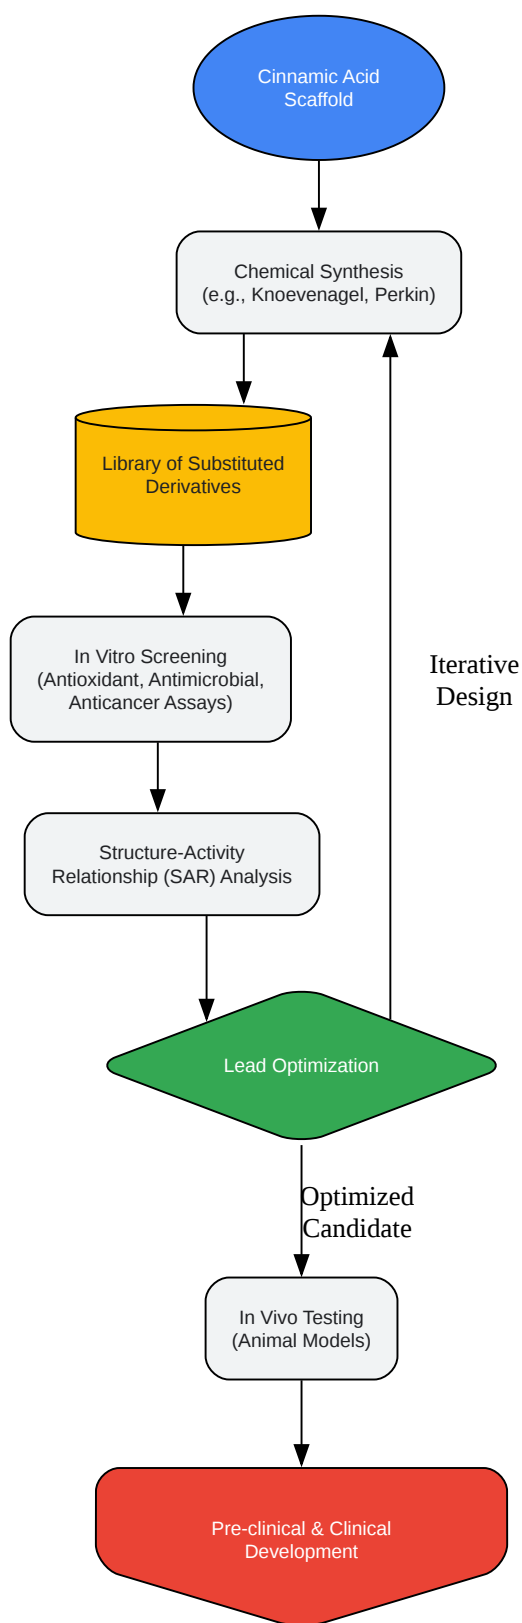 Cinnamic Acid
Scaffold
Chemical Synthesis
(e.g., Knoevenagel, Perkin)
Library of Substituted
Derivatives
In Vitro Screening
(Antioxidant, Antimicrobial,
Anticancer Assays)
Iterative
Design
Structure-Activity
Relationship (SAR) Analysis
Lead Optimization
Optimized
Candidate
In Vivo Testing
(Animal Models)
Pre-clinical & Clinical
Development